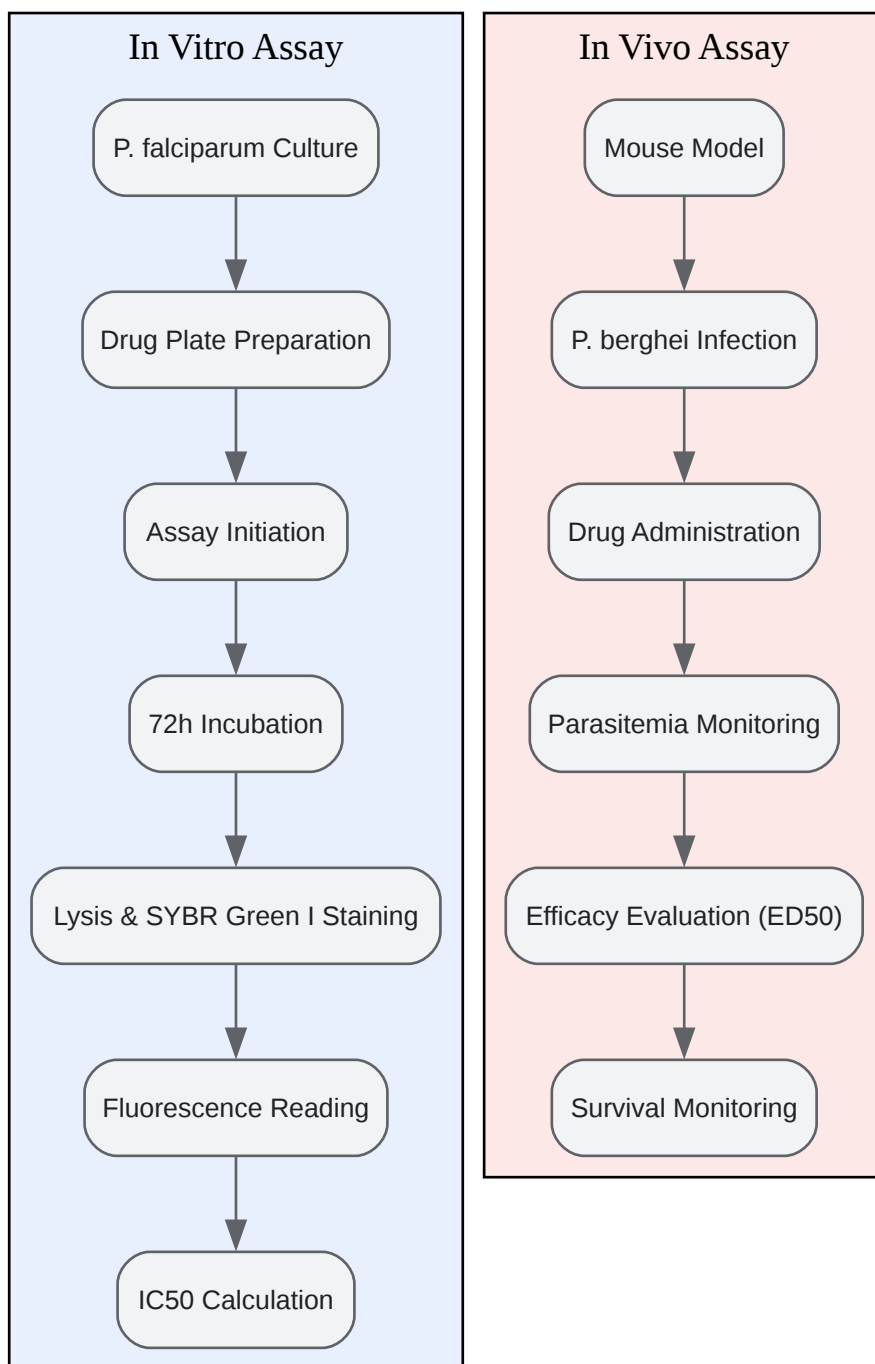 In Vitro Assay
P. falciparum Culture
Drug Plate Preparation
Assay Initiation
72h Incubation
Lysis & SYBR Green I Staining
Fluorescence Reading
IC50 Calculation
In Vivo Assay
Mouse Model
P. berghei Infection
Drug Administration
Parasitemia Monitoring
Efficacy Evaluation (ED50)
Survival Monitoring